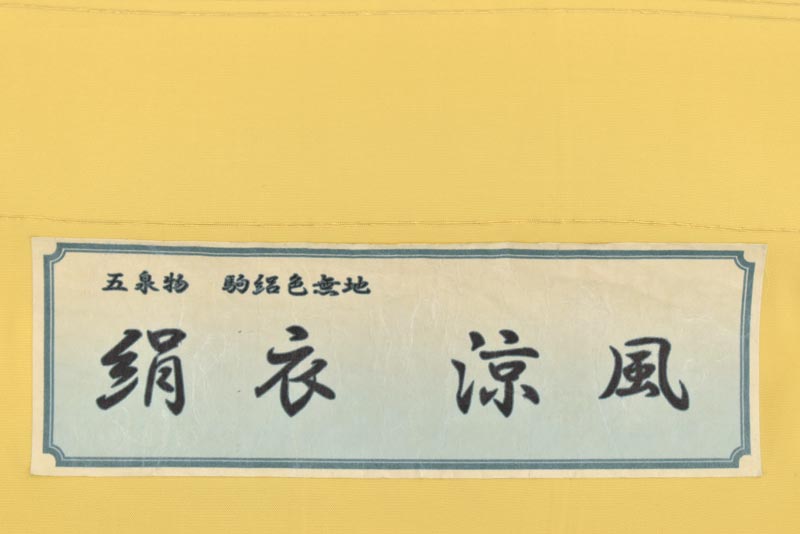 五泉物　駒絽色無地
絹衣　涼風